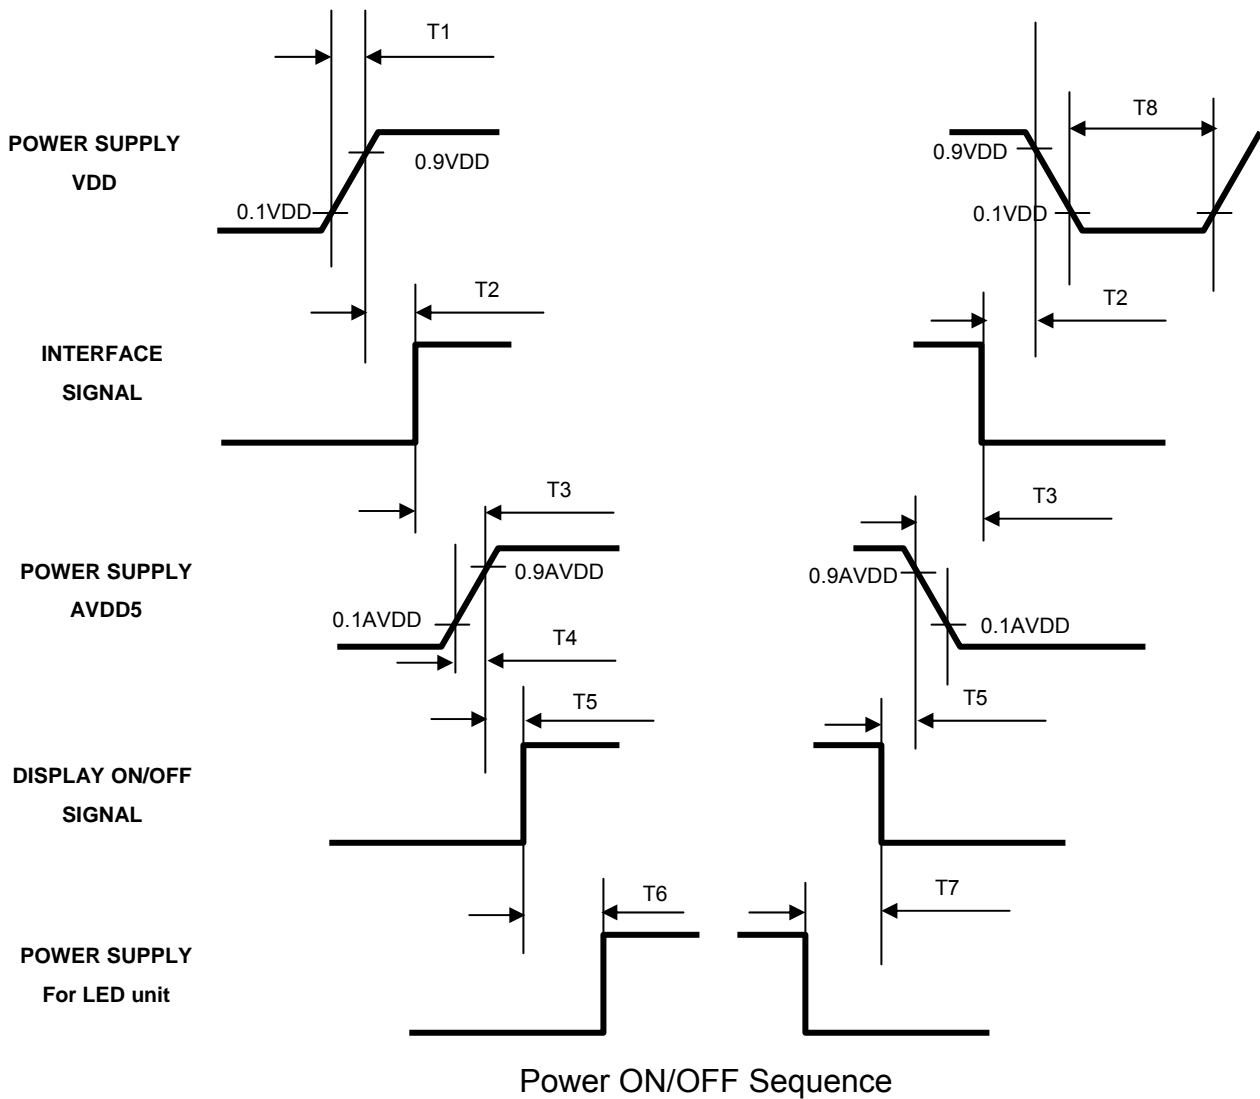 T1
T8
POWER SUPPLY
VDD
0.9VDD
0.9VDD
0.1VDD
0.1VDD
T2
T2
INTERFACE
SIGNAL
T3
T3
POWER SUPPLY
AVDD5
0.9AVDD
0.9AVDD
0.1AVDD
0.1AVDD
T4
T5
T5
DISPLAY ON/OFF
SIGNAL
T6
T7
POWER SUPPLY
For LED unit
Power ON/OFF Sequence